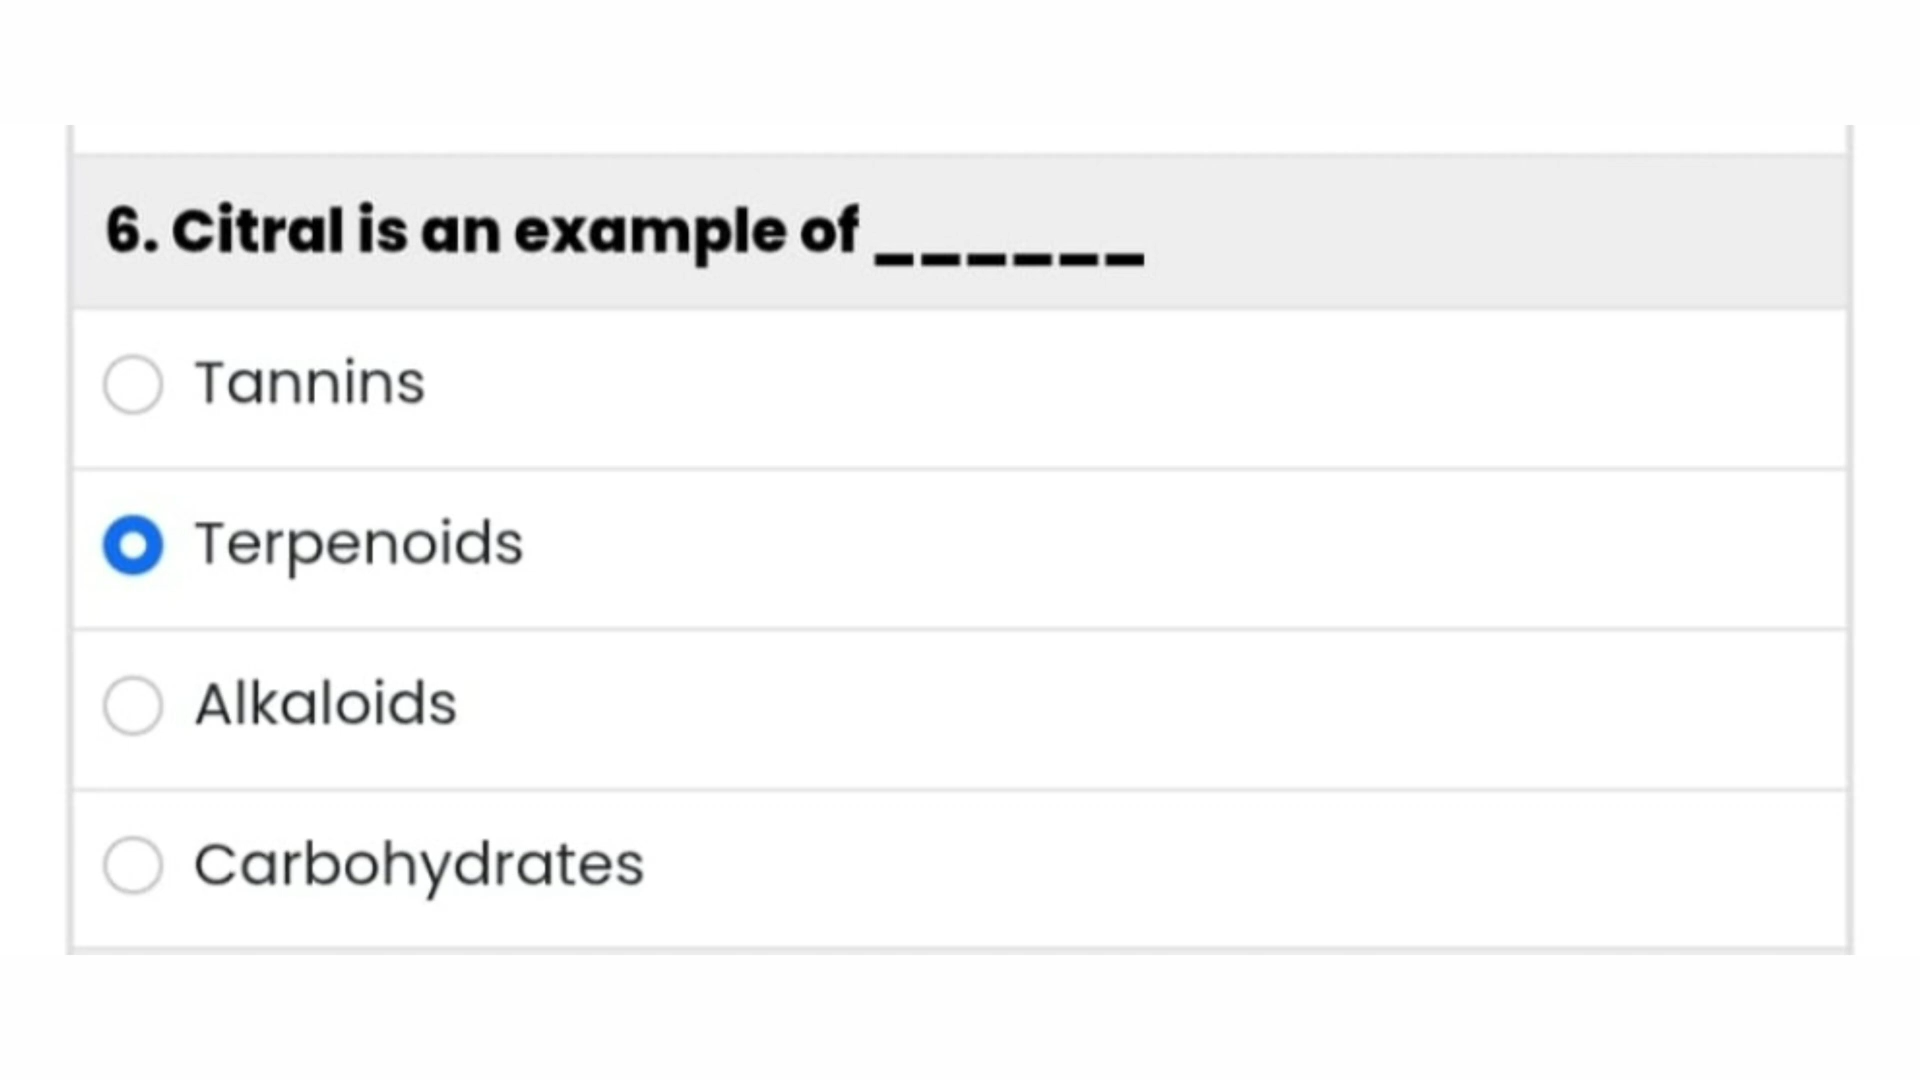 6. Citral is an example of ______
Tannins
Terpenoids
Alkaloids
Carbohydrates